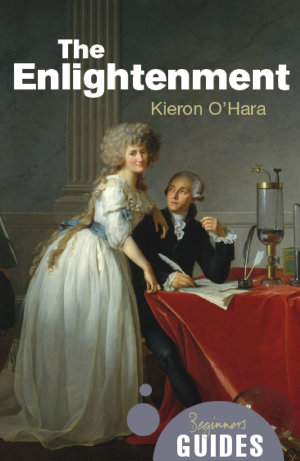 The
Enlightenment
Kieron O'Hara
Beginners
GUIDES